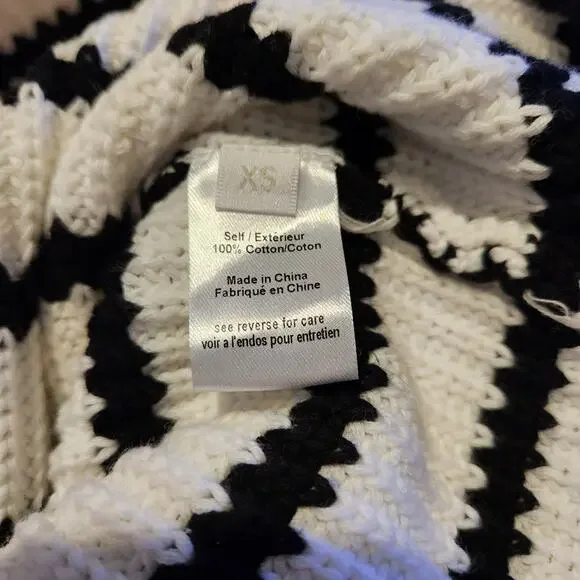 XS
Self / Extérieur
100% Cotton/Coton
Made in China
Fabriqué en Chine
see reverse for care
voir a l'endos pour entretien